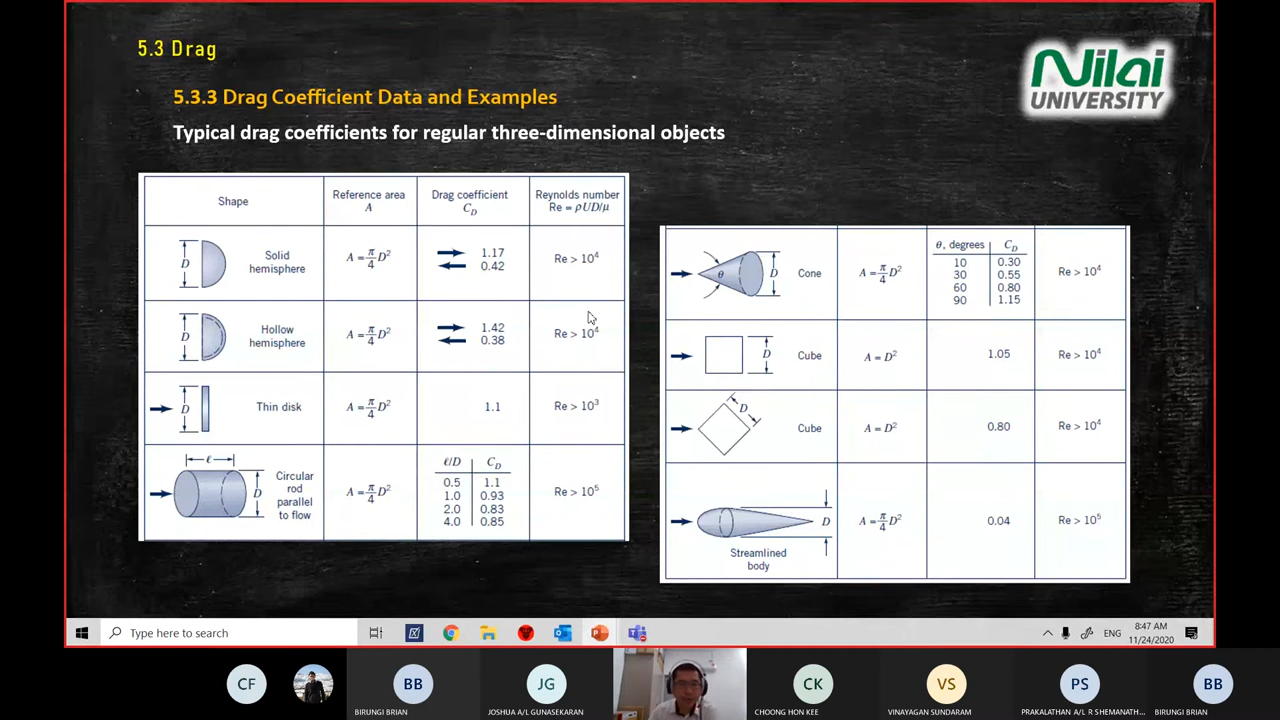 5.3 Drag
5.3.3 Drag Coefficient Data and Examples
Typical drag coefficients for regular three-dimensional objects
Nilai
UNIVERSITY
Shape
Reference area
A
Drag coefficient
C_D
Reynolds number
Re = ρUD/μ
D
Solid
hemisphere
A = π/4 D²
1.17
0.42
Re > 10⁴
D
Hollow
hemisphere
A = π/4 D²
1.42
0.38
Re > 10⁴
D
Thin disk
A = π/4 D²
1.1
Re > 10³
ℓ
D
Circular
rod
parallel
to flow
A = π/4 D²
ℓ/D C_D
0.5 1.1
1.0 0.93
2.0 0.83
4.0 0.85
Re > 10⁵
θ
D
Cone
A = π/4 D²
θ, degrees C_D
10 0.30
30 0.55
60 0.80
90 1.15
Re > 10⁴
D
Cube
A = D²
1.05
Re > 10⁴
D
Cube
A = D²
0.80
Re > 10⁴
D
Streamlined
body
A = π/4 D²
0.04
Re > 10⁵
Type here to search
ENG
8:47 AM
11/24/2020
CF
BB
BIRUNGI BRIAN
JG
JOSHUA A/L GUNASEKARAN
CK
CHOONG HON KEE
VS
VINAYAGAN SUNDARAM
PS
PRAKALATHAN A/L R SHEMANATH...
BB
BIRUNGI BRIAN